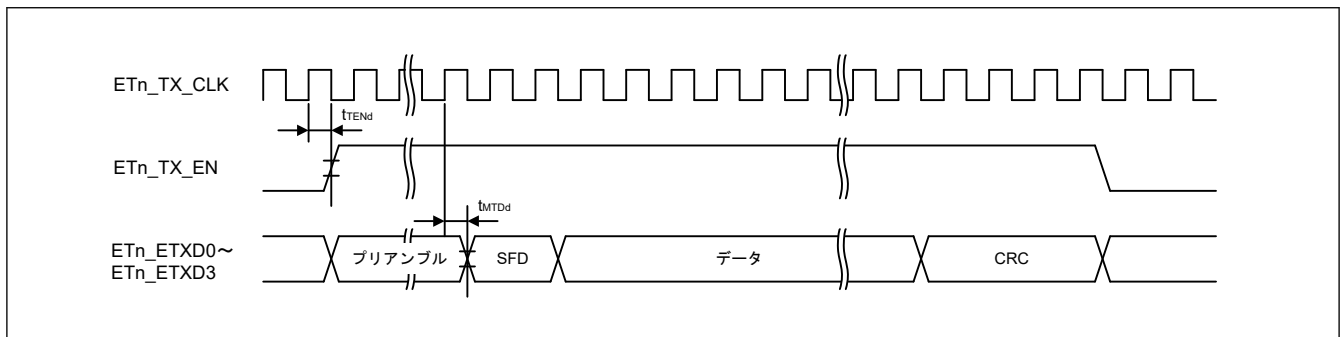 ETn_TX_CLK
tTENd
ETn_TX_EN
tMTDd
ETn_ETXD0～
ETn_ETXD3
プリアンブル
SFD
データ
CRC